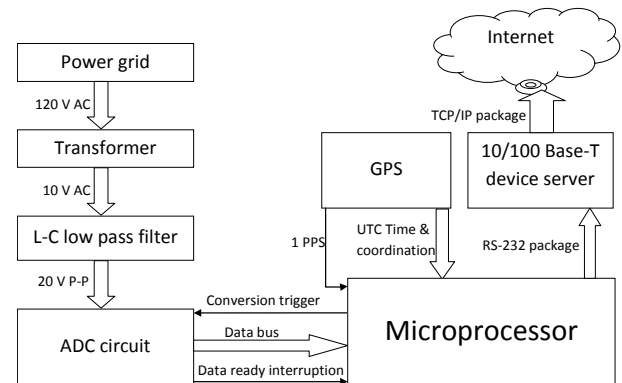 Internet
Power grid
120 V AC
TCP/IP package
Transformer
GPS
10/100 Base-T
device server
10 V AC
L-C low pass filter
1 PPS
UTC Time &
coordination
RS-232 package
20 V P-P
Conversion trigger
Microprocessor
Data bus
ADC circuit
Data ready interruption